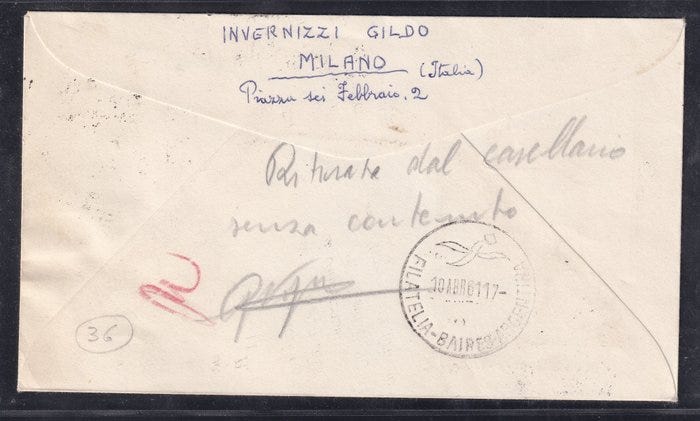 INVERNIZZI GILDO
MILANO
(Italia)
Piazza sei Febbraio, 2
Ritirata dal casellario
senza contenuto
36
10 ABR 61 17-
FILATELIA-BAIRES-ARGENTINA